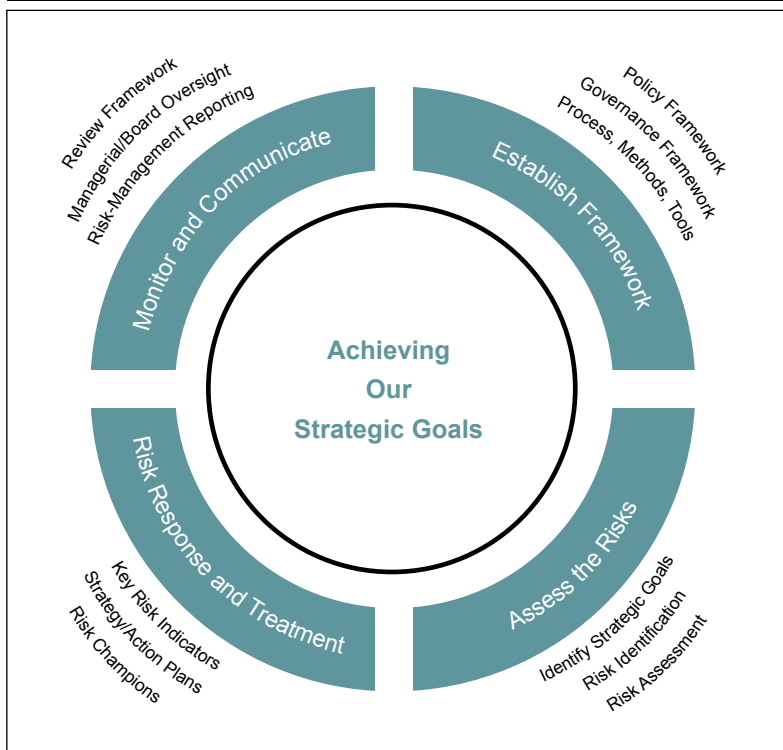 Review Framework
Managerial/Board Oversight
Risk-Management Reporting
Monitor and Communicate
Policy Framework
Governance Framework
Process, Methods, Tools
Establish Framework
Achieving
Our
Strategic Goals
Risk Response and Treatment
Key Risk Indicators
Strategy/Action Plans
Risk Champions
Assess the Risks
Identify Strategic Goals
Risk Identification
Risk Assessment